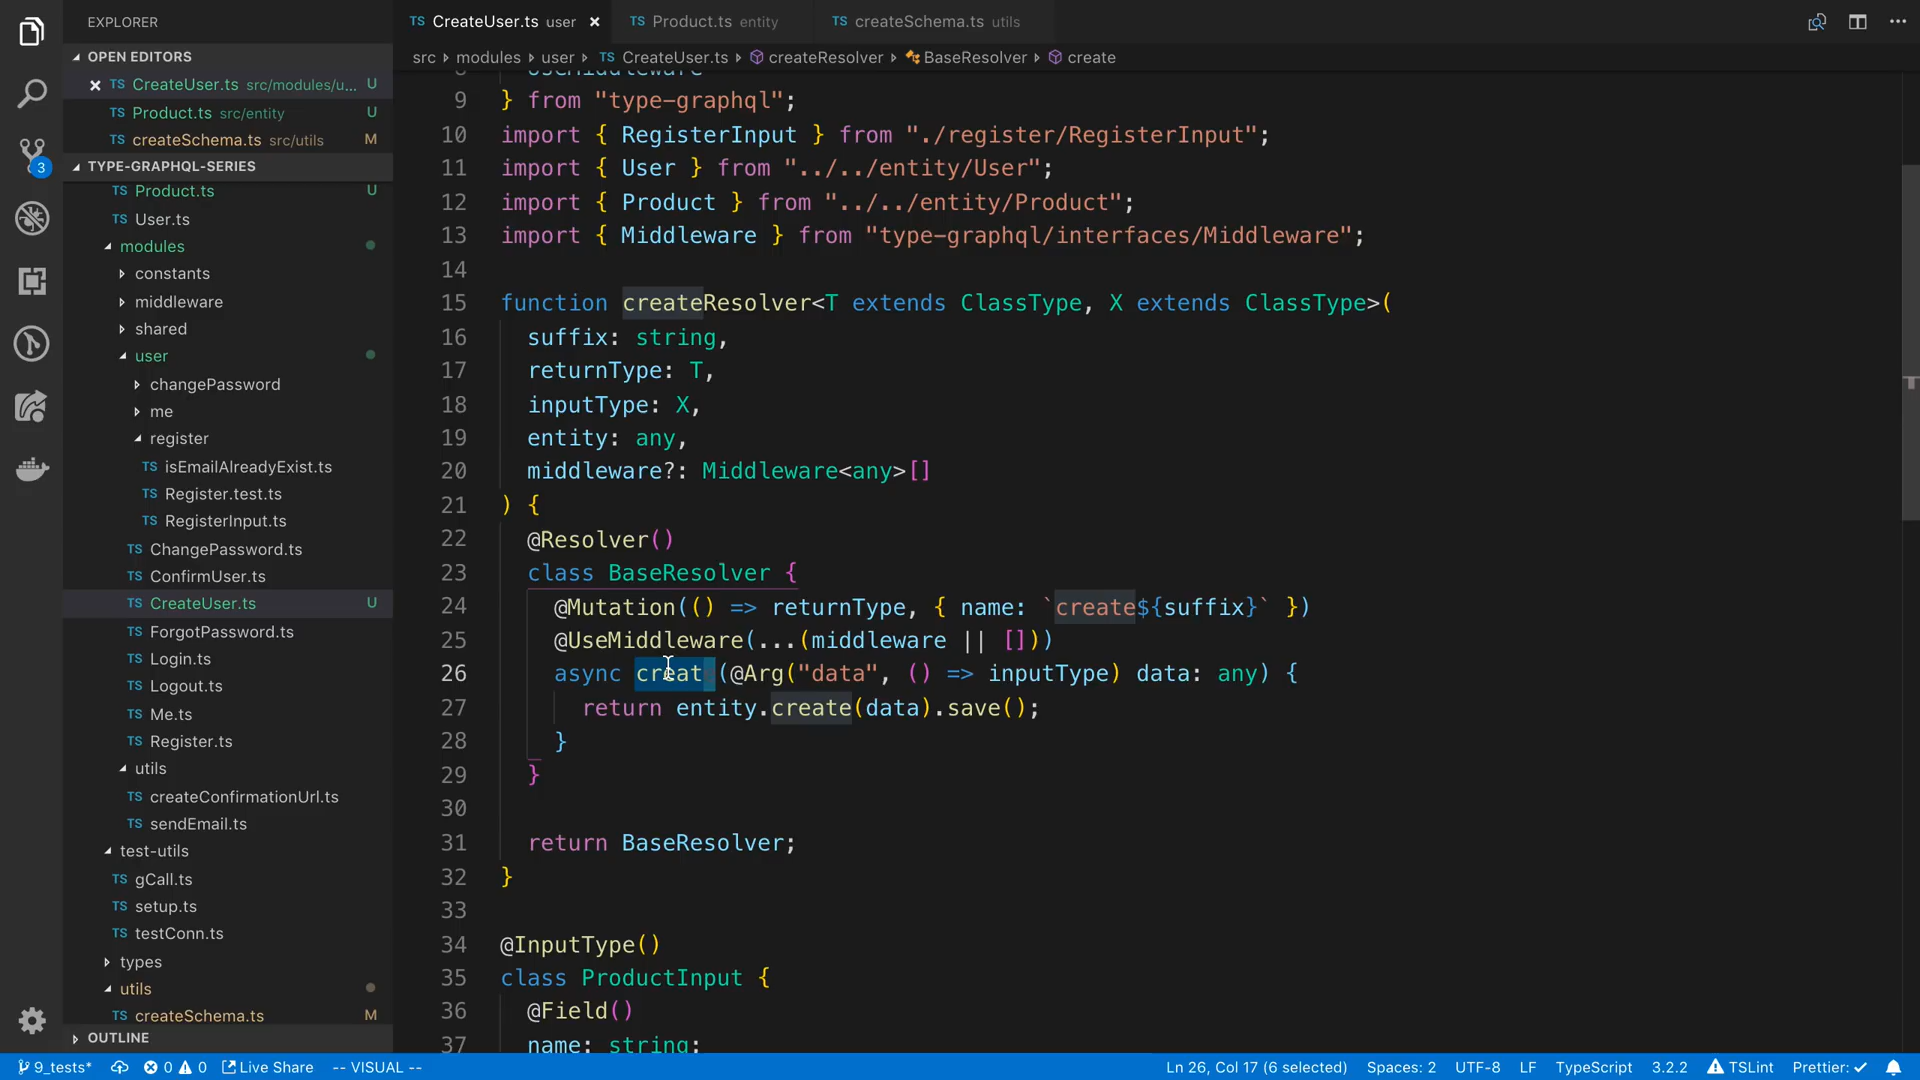 EXPLORER
OPEN EDITORS
TS CreateUser.ts src/modules/u... U
TS Product.ts src/entity U
TS createSchema.ts src/utils M
TYPE-GRAPHQL-SERIES
TS Product.ts U
TS User.ts
modules
constants
middleware
shared
user
changePassword
me
register
TS isEmailAlreadyExist.ts
TS Register.test.ts
TS RegisterInput.ts
TS ChangePassword.ts
TS ConfirmUser.ts
TS CreateUser.ts U
TS ForgotPassword.ts
TS Login.ts
TS Logout.ts
TS Me.ts
TS Register.ts
utils
TS createConfirmationUrl.ts
TS sendEmail.ts
test-utils
TS gCall.ts
TS setup.ts
TS testConn.ts
types
utils
TS createSchema.ts M
OUTLINE
3
TS CreateUser.ts user
TS Product.ts entity
TS createSchema.ts utils
src modules user TS CreateUser.ts createResolver BaseResolver create
8 UseMiddleware
9 } from "type-graphql";
10 import { RegisterInput } from "./register/RegisterInput";
11 import { User } from "../../entity/User";
12 import { Product } from "../../entity/Product";
13 import { Middleware } from "type-graphql/interfaces/Middleware";
14
15 function createResolver<T extends ClassType, X extends ClassType>(
16 suffix: string,
17 returnType: T,
18 inputType: X,
19 entity: any,
20 middleware?: Middleware<any>[]
21 ) {
22 @Resolver()
23 class BaseResolver {
24 @Mutation(() => returnType, { name: `create${suffix}` })
25 @UseMiddleware(...(middleware || []))
26 async create(@Arg("data", () => inputType) data: any) {
27 return entity.create(data).save();
28 }
29 }
30
31 return BaseResolver;
32 }
33
34 @InputType()
35 class ProductInput {
36 @Field()
37 name: string;
9_tests* 0 0 Live Share -- VISUAL -- Ln 26, Col 17 (6 selected) Spaces: 2 UTF-8 LF TypeScript 3.2.2 TSLint Prettier: ✓